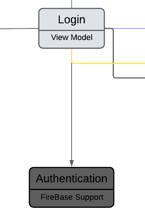 Login
View Model
Authentication
FireBase Support